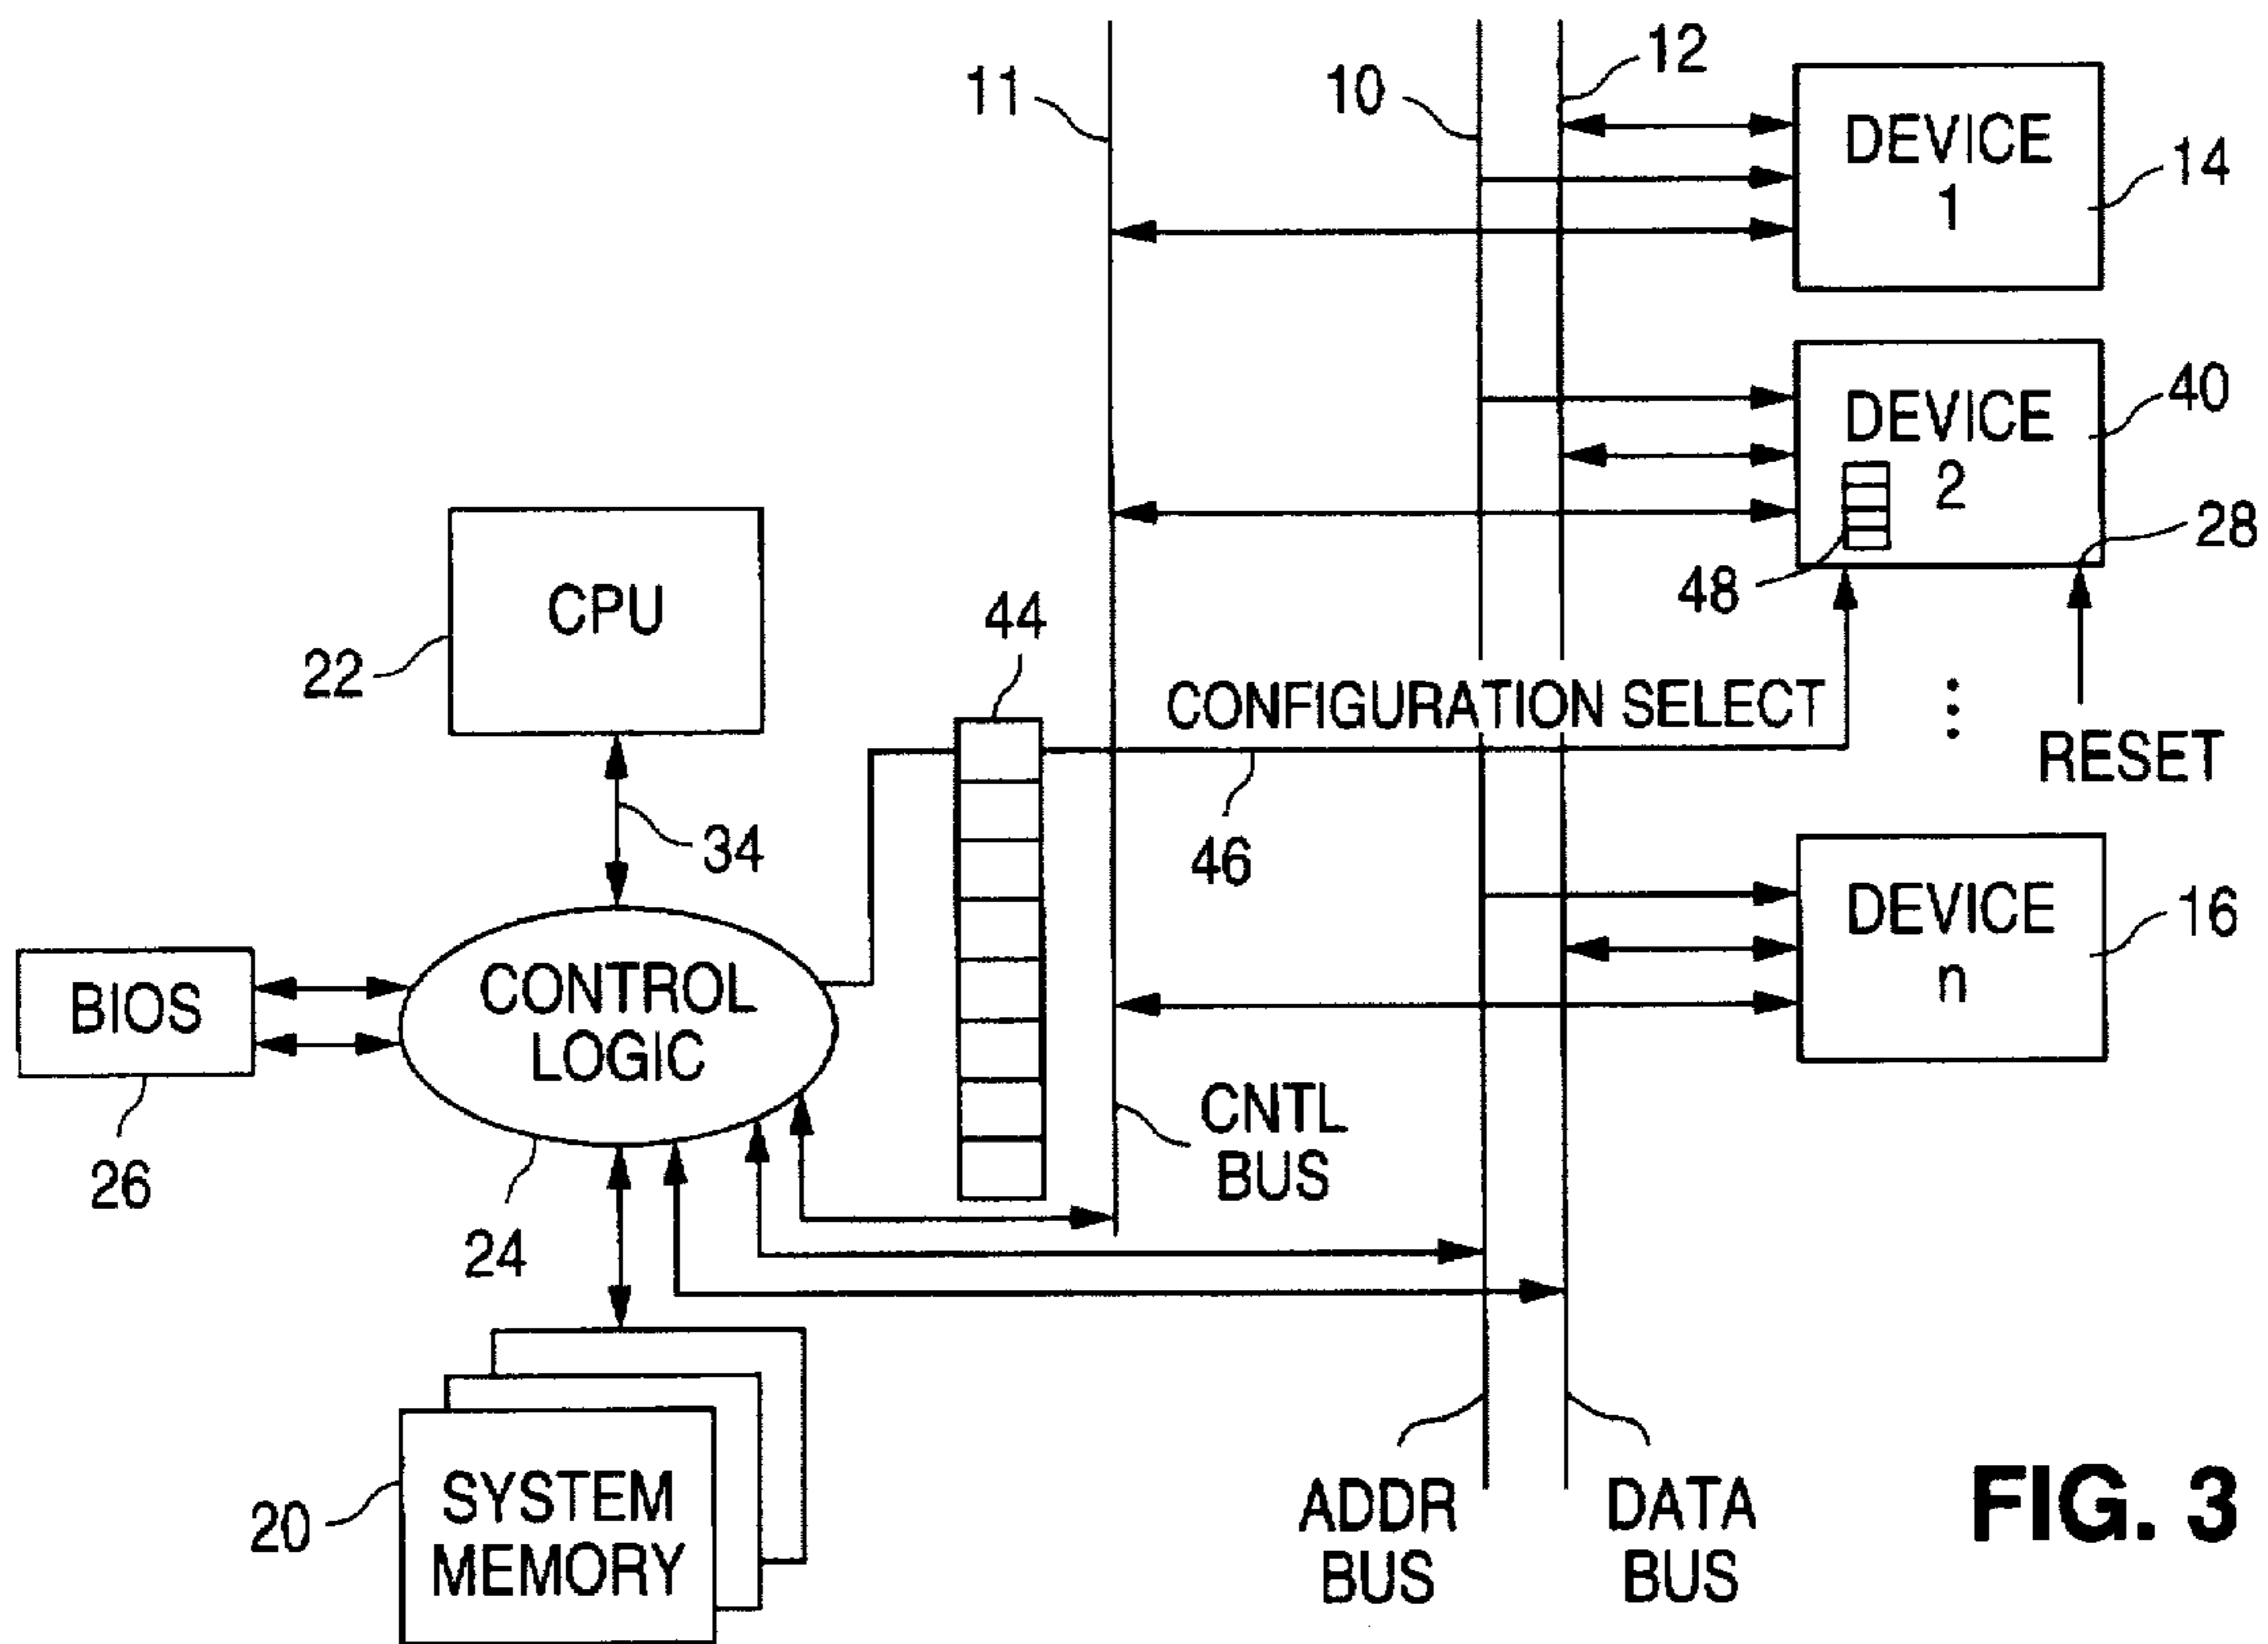 11
10
12
DEVICE
1
14
DEVICE
2
40
48
28
CPU
22
44
CONFIGURATION SELECT
RESET
34
46
BIOS
26
CONTROL
LOGIC
24
DEVICE
n
16
CNTL
BUS
SYSTEM
MEMORY
20
ADDR
BUS
DATA
BUS
FIG. 3